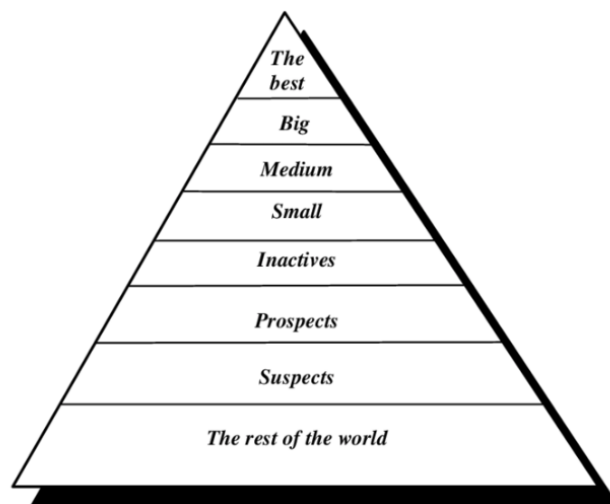 The
best
Big
Medium
Small
Inactives
Prospects
Suspects
The rest of the world